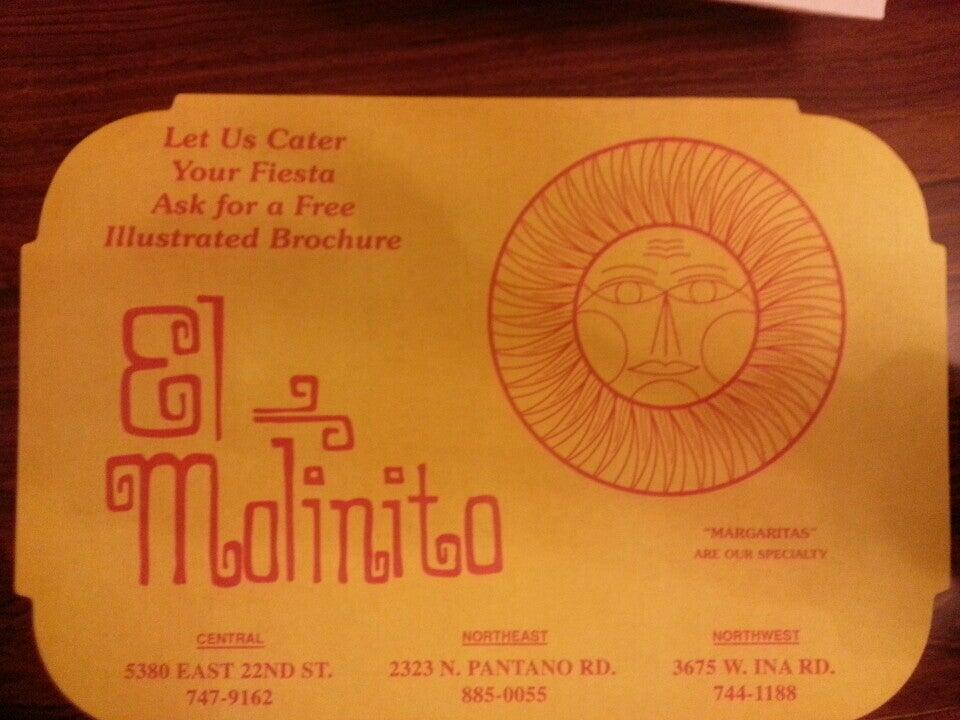 Let Us Cater
Your Fiesta
Ask for a Free
Illustrated Brochure
El
Molinito
"MARGARITAS"
ARE OUR SPECIALTY
CENTRAL
5380 EAST 22ND ST.
747-9162
NORTHEAST
2323 N. PANTANO RD.
885-0055
NORTHWEST
3675 W. INA RD.
744-1188